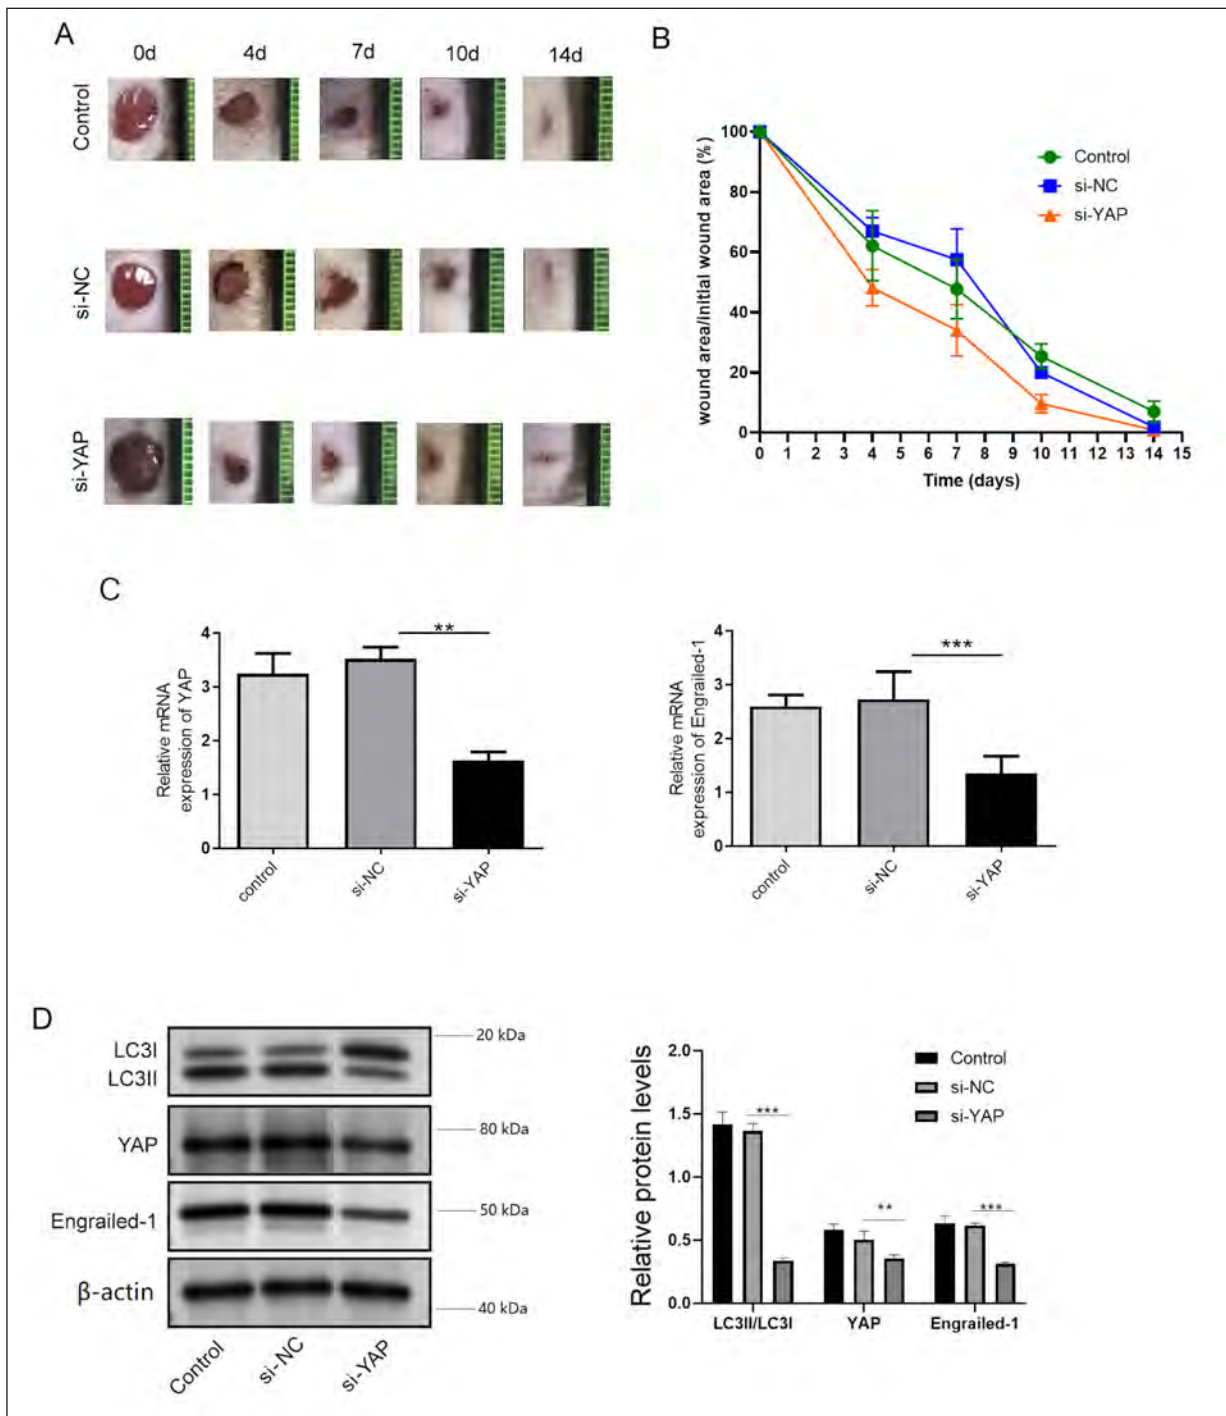 A
0d 4d 7d 10d 14d
Control
si-NC
si-YAP
B
wound area/initial wound area (%)
100
80
60
40
20
0
0 1 2 3 4 5 6 7 8 9 10 11 12 13 14 15
Time (days)
Control
si-NC
si-YAP
C
Relative mRNA
expression of YAP
4
3
2
1
0
**
control si-NC si-YAP
Relative mRNA
expression of Engrailed-1
4
3
2
1
0
***
control si-NC si-YAP
D
LC3I
LC3II
YAP
Engrailed-1
β-actin
20 kDa
80 kDa
50 kDa
40 kDa
Control si-NC si-YAP
Relative protein levels
2.0
1.5
1.0
0.5
0.0
*** ** ***
LC3II/LC3I YAP Engrailed-1
Control
si-NC
si-YAP